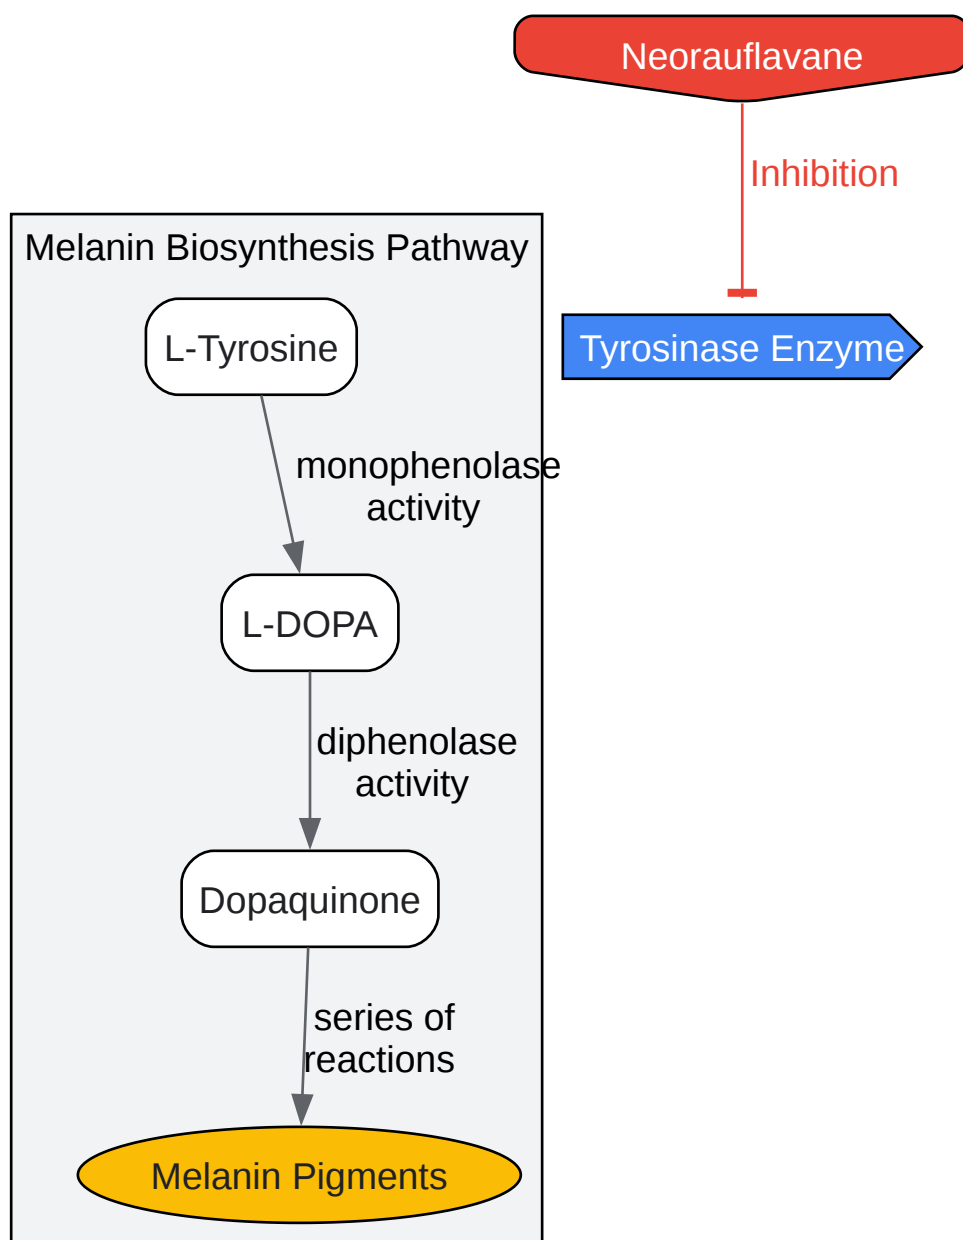 Neorauflavane
Inhibition
Melanin Biosynthesis Pathway
L-Tyrosine
Tyrosinase Enzyme
monophenolase
activity
L-DOPA
diphenolase
activity
Dopaquinone
series of
reactions
Melanin Pigments